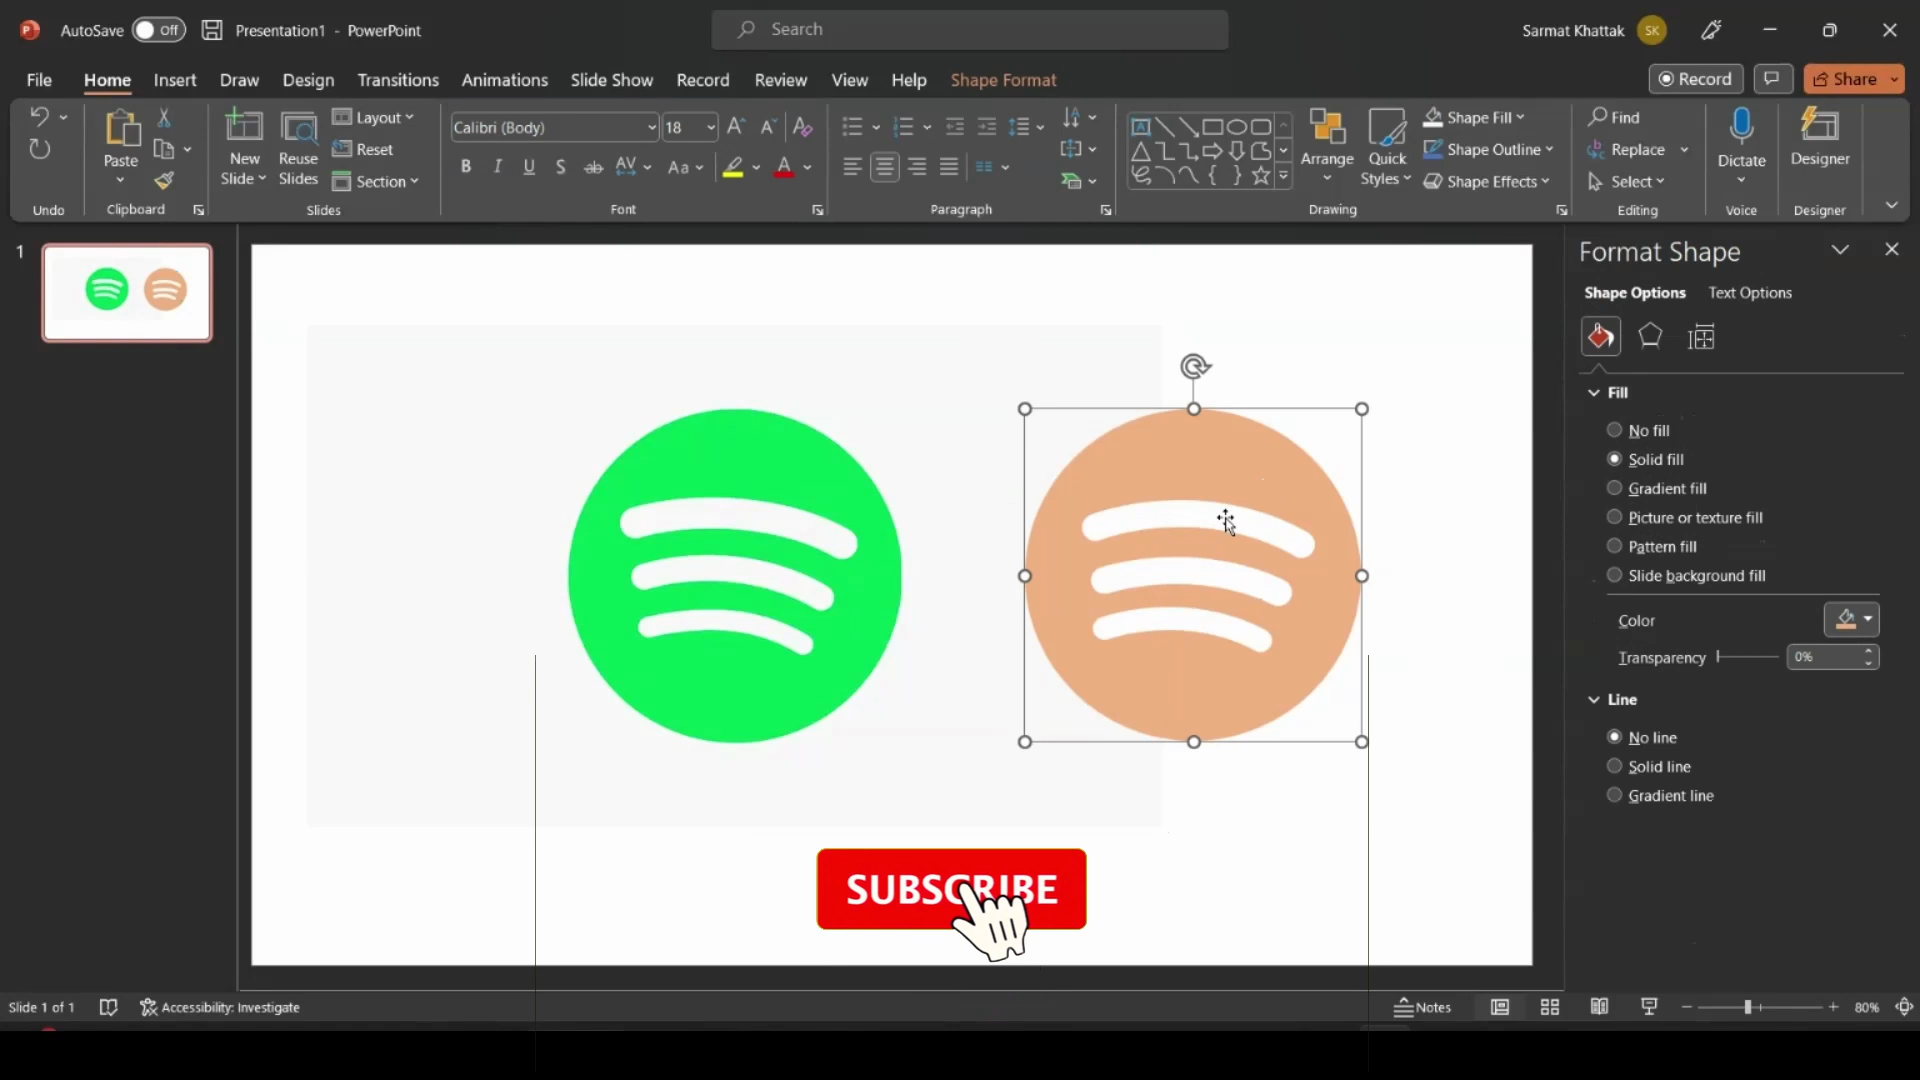 AutoSave Off Presentation1 - PowerPoint Search Sarmat Khattak SK
File Home Insert Draw Design Transitions Animations Slide Show Record Review View Help Shape Format Record Share
Paste New Slide Reuse Slides Layout Reset Section
Calibri (Body) 18 A A A
B I U S ab AV Aa A
Arrange Quick Styles Shape Fill Shape Outline Shape Effects
Find Replace Select Dictate Designer
Undo Clipboard Slides Font Paragraph Drawing Editing Voice Designer
1
Format Shape
Shape Options Text Options
Fill
No fill
Solid fill
Gradient fill
Picture or texture fill
Pattern fill
Slide background fill
Color
Transparency 0%
Line
No line
Solid line
Gradient line
SUBSCRIBE
Slide 1 of 1 Accessibility: Investigate Notes 80%